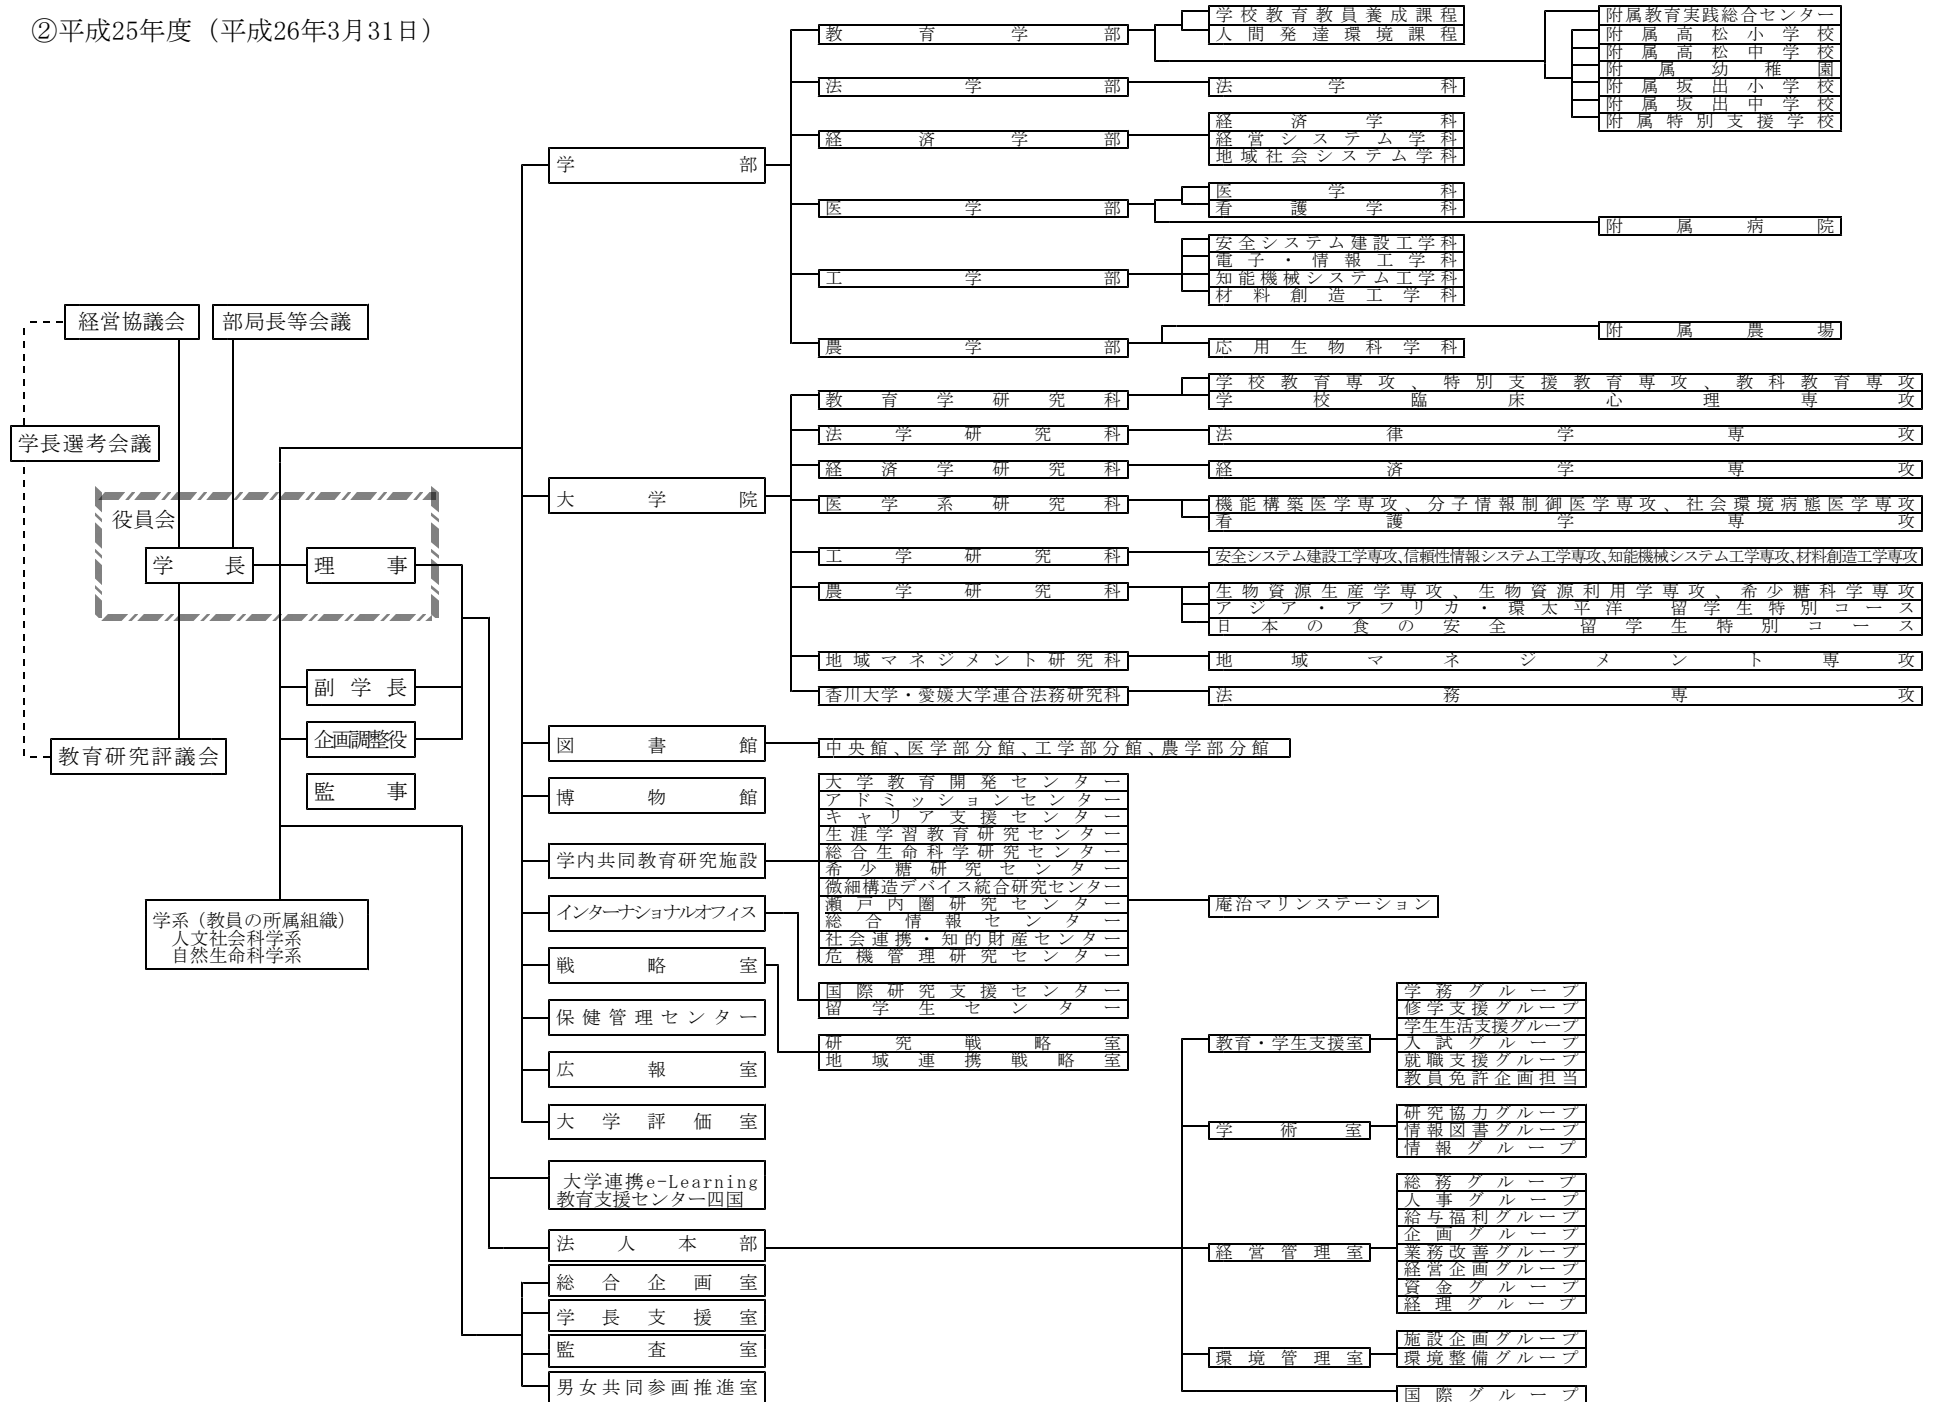 ②平成25年度（平成26年3月31日）
経営協議会
部局長等会議
学長選考会議
役員会
学長
理事
副学長
企画調整役
監事
教育研究評議会
学系（教員の所属組織）
人文社会科学系
自然生命科学系
学部
教育学部
学校教育教員養成課程
人間発達環境課程
附属教育実践総合センター
附属高松小学校
附属高松中学校
附属幼稚園
附属坂出小学校
附属坂出中学校
附属特別支援学校
法学部
法学科
経済学部
経済学科
経営システム学科
地域社会システム学科
医学部
医学科
看護学科
附属病院
工学部
安全システム建設工学科
電子・情報工学科
知能機械システム工学科
材料創造工学科
農学部
附属農場
応用生物科学科
大学院
教育学研究科
学校教育専攻、特別支援教育専攻、教科教育専攻
学校臨床心理専攻
法学研究科
法律学専攻
経済学研究科
経済学専攻
医学系研究科
機能構築医学専攻、分子情報制御医学専攻、社会環境病態医学専攻
看護学専攻
工学研究科
安全システム建設工学専攻、信頼性情報システム工学専攻、知能機械システム工学専攻、材料創造工学専攻
農学研究科
生物資源生産学専攻、生物資源利用学専攻、希少糖科学専攻
アジア・アフリカ・環太平洋　留学生特別コース
日本の食の安全　留学生特別コース
地域マネジメント研究科
地域マネジメント専攻
香川大学・愛媛大学連合法務研究科
法務専攻
図書館
中央館、医学部分館、工学部分館、農学部分館
博物館
学内共同教育研究施設
大学教育開発センター
アドミッションセンター
キャリア支援センター
生涯学習教育研究センター
総合生命科学研究センター
希少糖研究センター
微細構造デバイス統合研究センター
瀬戸内圏研究センター
総合情報センター
社会連携・知的財産センター
危機管理研究センター
庵治マリンステーション
インターナショナルオフィス
国際研究支援センター
留学生センター
戦略室
研究戦略室
地域連携戦略室
保健管理センター
広報室
大学評価室
大学連携e-Learning
教育支援センター四国
法人本部
教育・学生支援室
学務グループ
修学支援グループ
学生生活支援グループ
入試グループ
就職支援グループ
教員免許企画担当
学術室
研究協力グループ
情報図書グループ
情報グループ
経営管理室
総務グループ
人事グループ
給与福利グループ
企画グループ
業務改善グループ
経営企画グループ
資金グループ
経理グループ
環境管理室
施設企画グループ
環境整備グループ
国際グループ
総合企画室
学長支援室
監査室
男女共同参画推進室